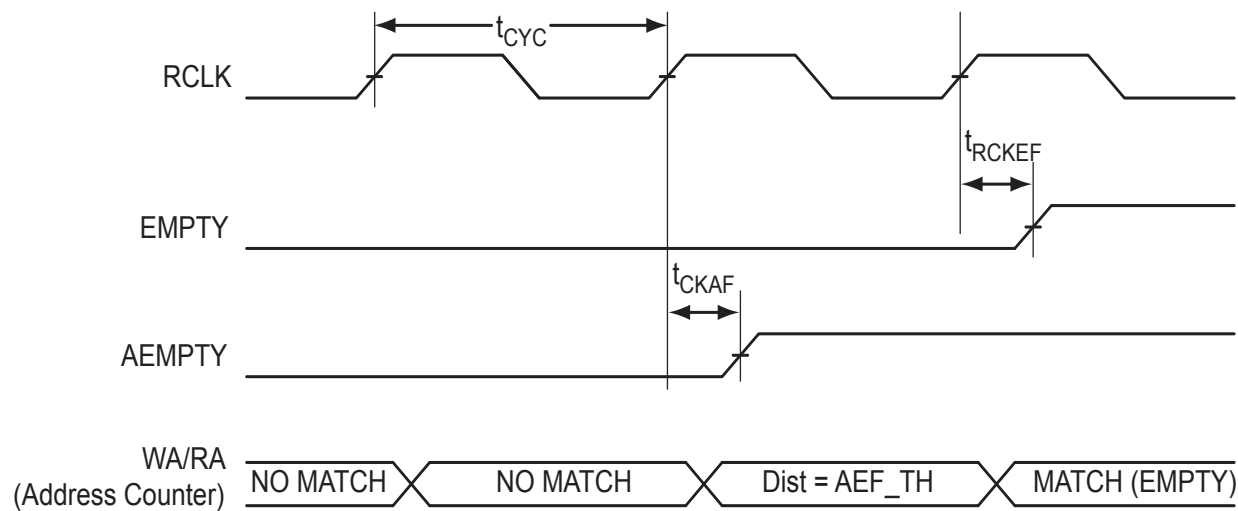 tCYC
RCLK
tRCKEF
EMPTY
tCKAF
AEMPTY
WA/RA
(Address Counter)
NO MATCH
NO MATCH
Dist = AEF_TH
MATCH (EMPTY)